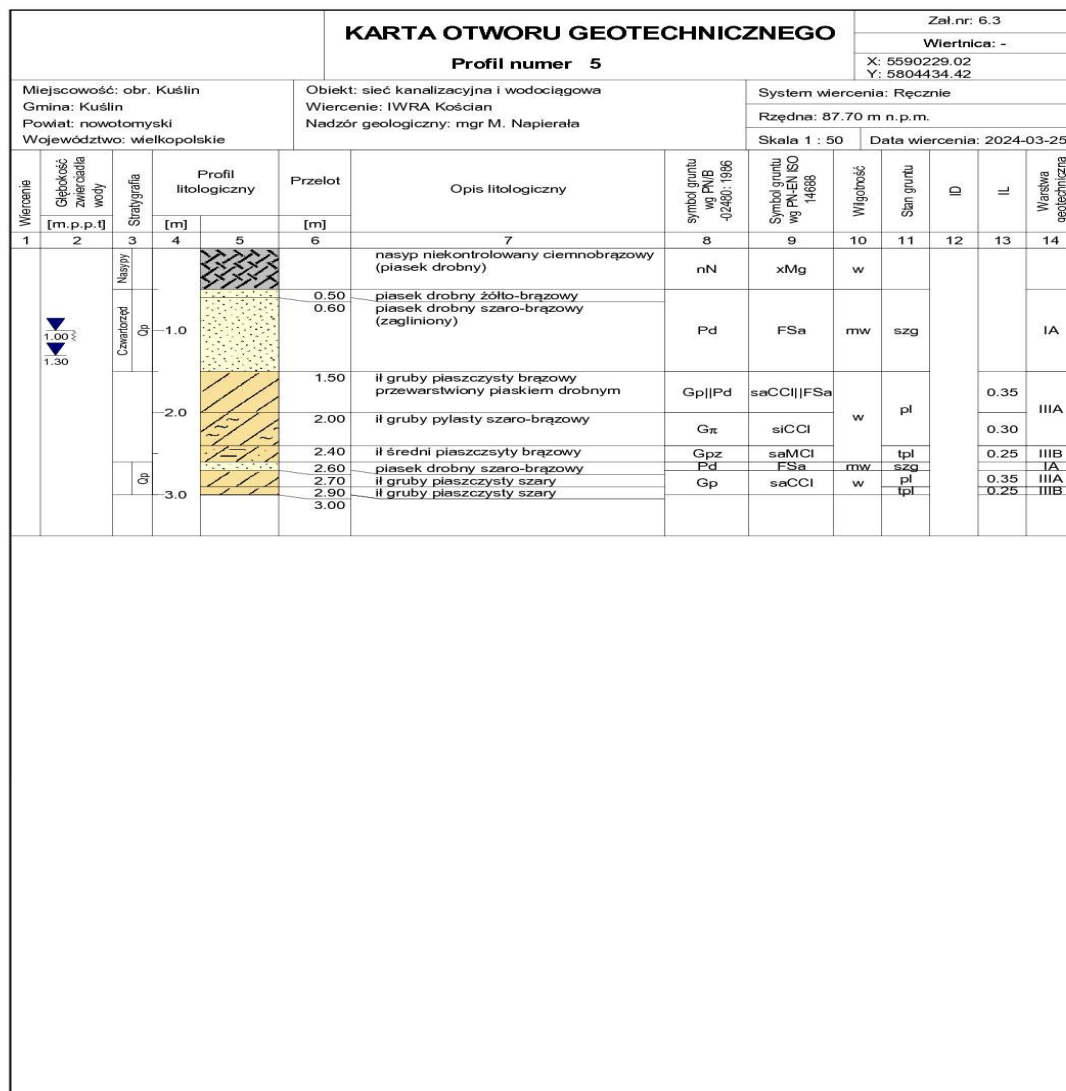 KARTA OTWORU GEOTECHNICZNEGO
Profil numer 5
Zał.nr: 6.3
Wiertnica: -
X: 5590229.02
Y: 5804434.42
Miejscowość: obr. Kuślin
Gmina: Kuślin
Powiat: nowotomyski
Województwo: wielkopolskie
Obiekt: sieć kanalizacyjna i wodociągowa
Wiercenie: IWRA Kościan
Nadzór geologiczny: mgr M. Napierała
System wiercenia: Ręcznie
Rzędna: 87.70 m n.p.m.
Skala 1 : 50 Data wiercenia: 2024-03-25
Wiercenie
Głębokość zwierciadła wody
[m.p.p.t]
Stratygrafia
Profil litologiczny
[m]
Przelot
[m]
Opis litologiczny
symbol gruntu wg PN/B -02480: 1986
Symbol gruntu wg PN-EN ISO 14688
Wilgotność
Stan gruntu
ID
IL
Warstwa geotechniczna
1 2 3 4 5 6 7 8 9 10 11 12 13 14
Nasypy
nasyp niekontrolowany ciemnobrązowy
(piasek drobny)
nN xMg w
0.50 piasek drobny żółto-brązowy
0.60 piasek drobny szaro-brązowy
(zagliniony)
Czwartorzęd Qp
1.00
1.30
1.0
Pd FSa mw szg IA
1.50 ił gruby piaszczysty brązowy
przewarstwiony piaskiem drobnym
Gp||Pd saCCl||FSa w pl 0.35 IIIA
2.0
2.00 ił gruby pylasty szaro-brązowy
Gπ siCCl 0.30
2.40 ił średni piaszczsyty brązowy Gpz saMCl tpl 0.25 IIIB
2.60 piasek drobny szaro-brązowy Pd FSa mw szg IA
Qp
2.70 ił gruby piaszczysty szary Gp saCCl w pl 0.35 IIIA
2.90 ił gruby piaszczysty szary tpl 0.25 IIIB
3.0
3.00